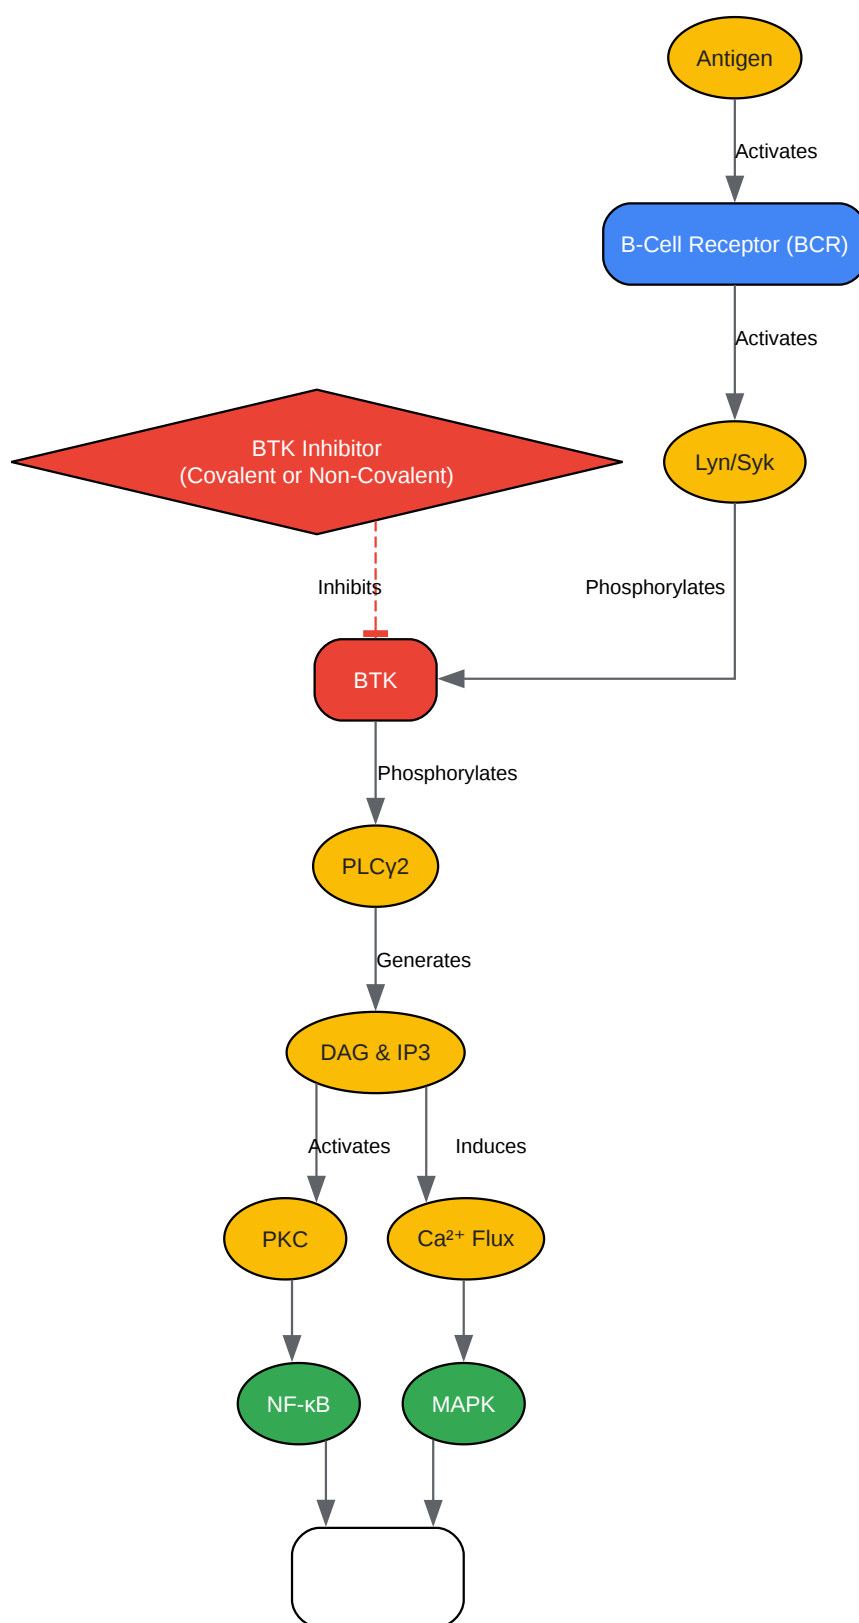 Antigen
Activates
B-Cell Receptor (BCR)
Activates
BTK Inhibitor
(Covalent or Non-Covalent)
Lyn/Syk
Inhibits
Phosphorylates
BTK
Phosphorylates
PLCγ2
Generates
DAG & IP3
Activates
Induces
PKC
Ca²⁺ Flux
NF-κB
MAPK